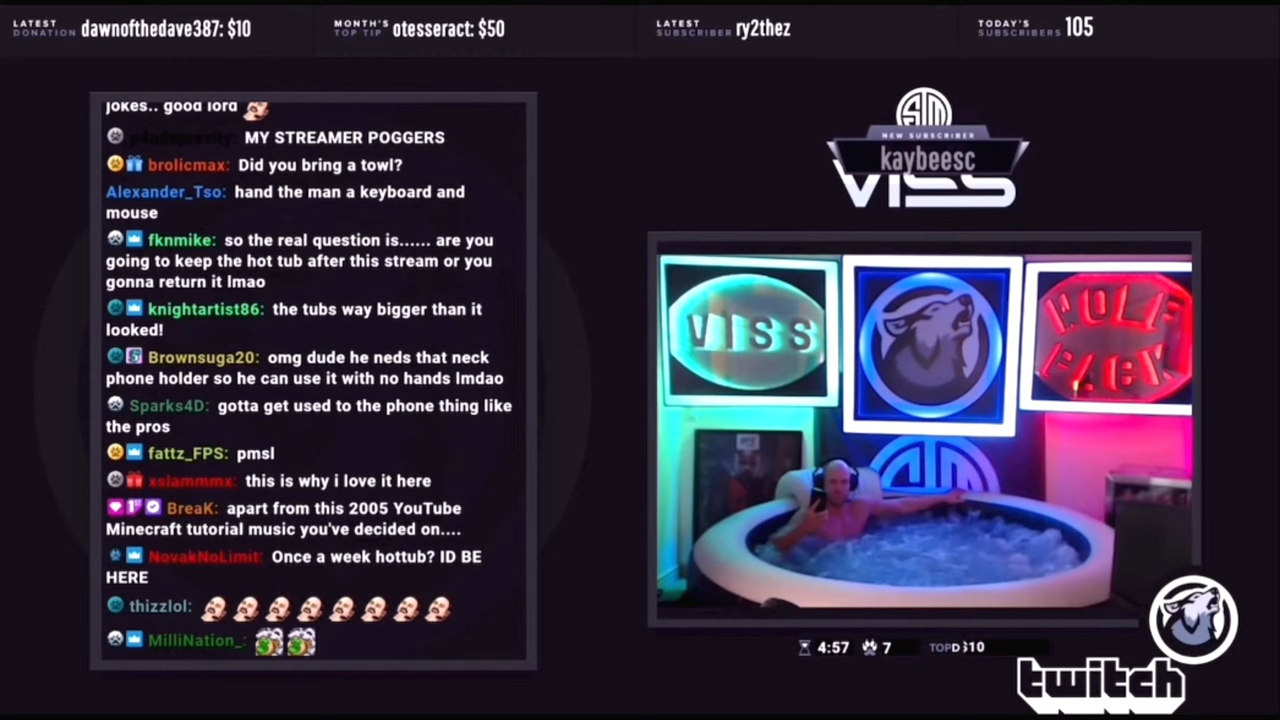 LATEST
DONATION dawnofthedave387: $10
MONTH'S
TOP TIP otesseract: $50
LATEST
SUBSCRIBER ry2thez
TODAY'S
SUBSCRIBERS 105
jokes.. good lord
MY STREAMER POGGERS
brolicmax: Did you bring a towl?
Alexander_Tso: hand the man a keyboard and
mouse
fknmike: so the real question is...... are you
going to keep the hot tub after this stream or you
gonna return it lmao
knightartist86: the tubs way bigger than it
looked!
Brownsuga20: omg dude he neds that neck
phone holder so he can use it with no hands lmdao
Sparks4D: gotta get used to the phone thing like
the pros
fattz_FPS: pmsl
xslammmx: this is why i love it here
BreaK: apart from this 2005 YouTube
Minecraft tutorial music you've decided on....
NovakNoLimit: Once a week hottub? ID BE
HERE
thizzlol:
MilliNation_:
TSM
NEW SUBSCRIBER
kaybeesc
VISS
VISS
WOLF
PACK
TSM
4:57
7
TOPD $10
twitch